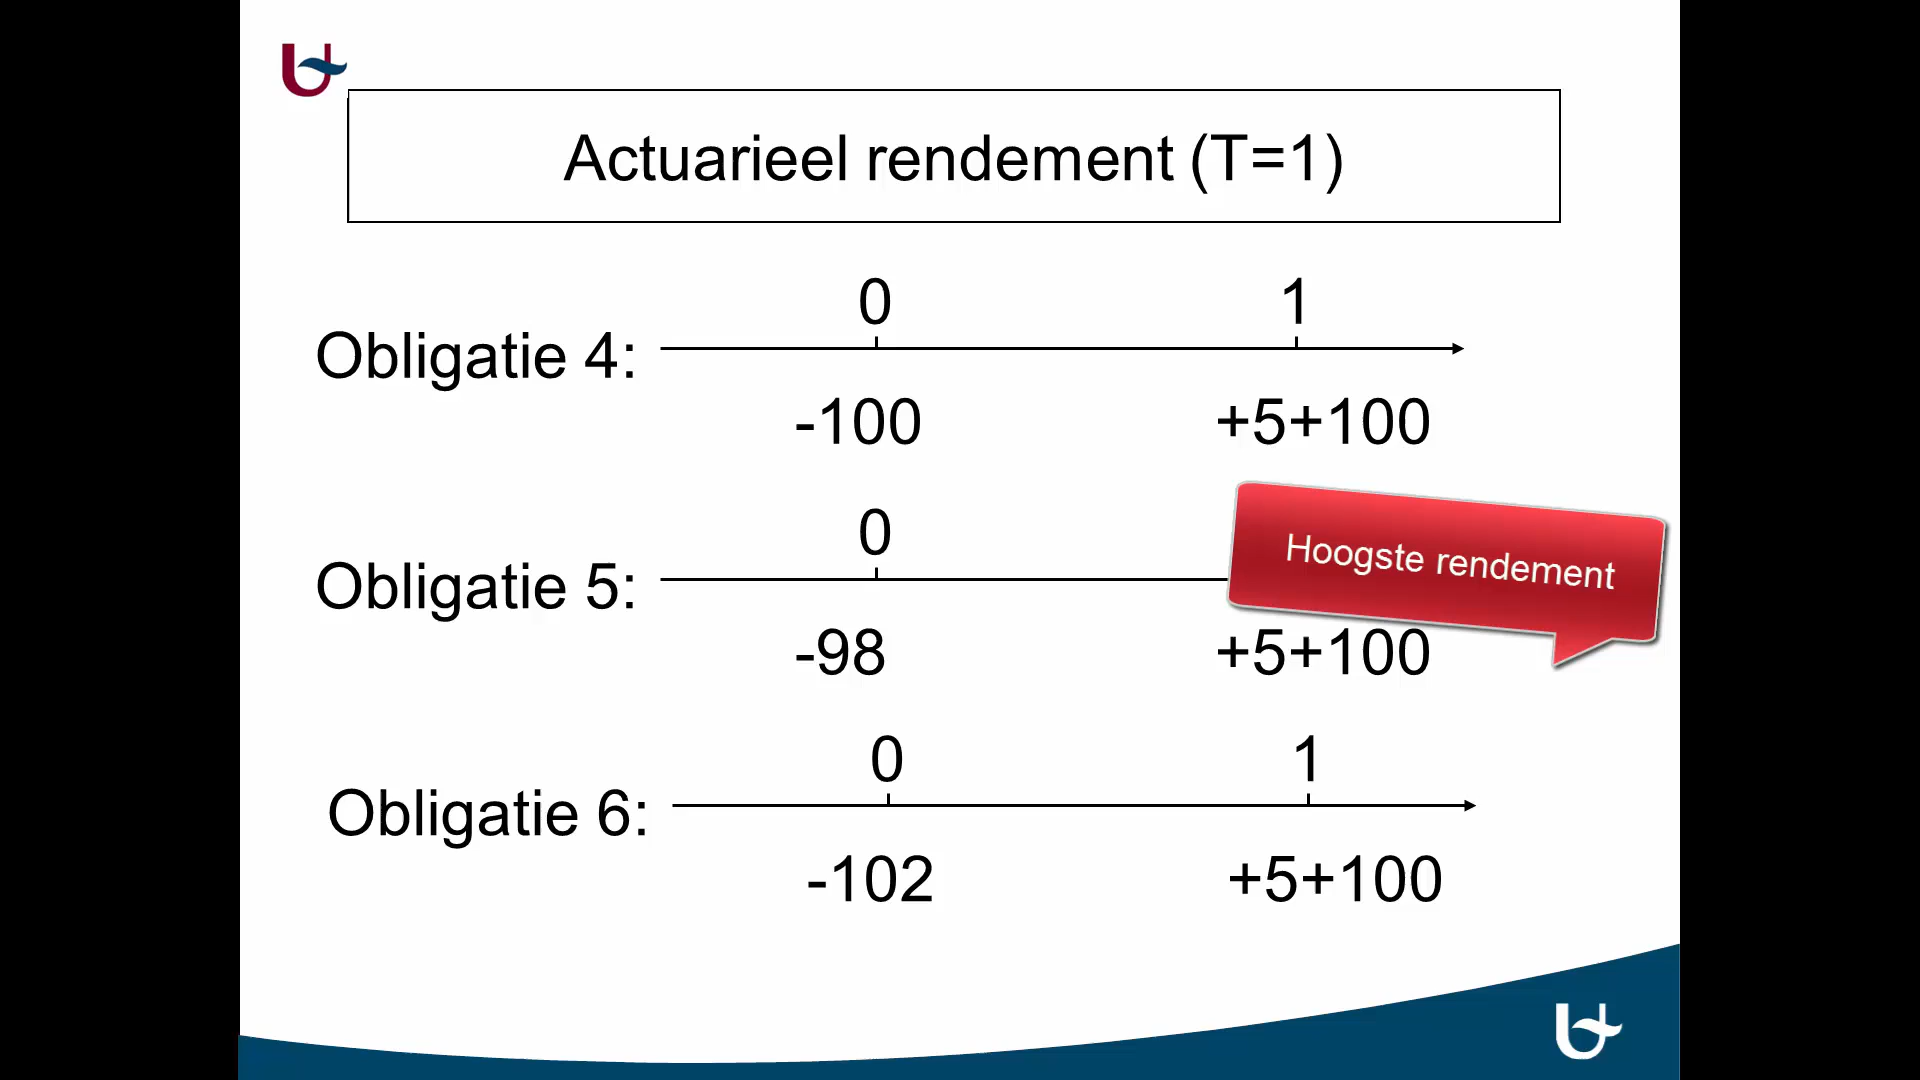 Actuarieel rendement (T=1)
0 1
Obligatie 4:
-100 +5+100
0
Hoogste rendement
Obligatie 5:
-98 +5+100
0 1
Obligatie 6:
-102 +5+100